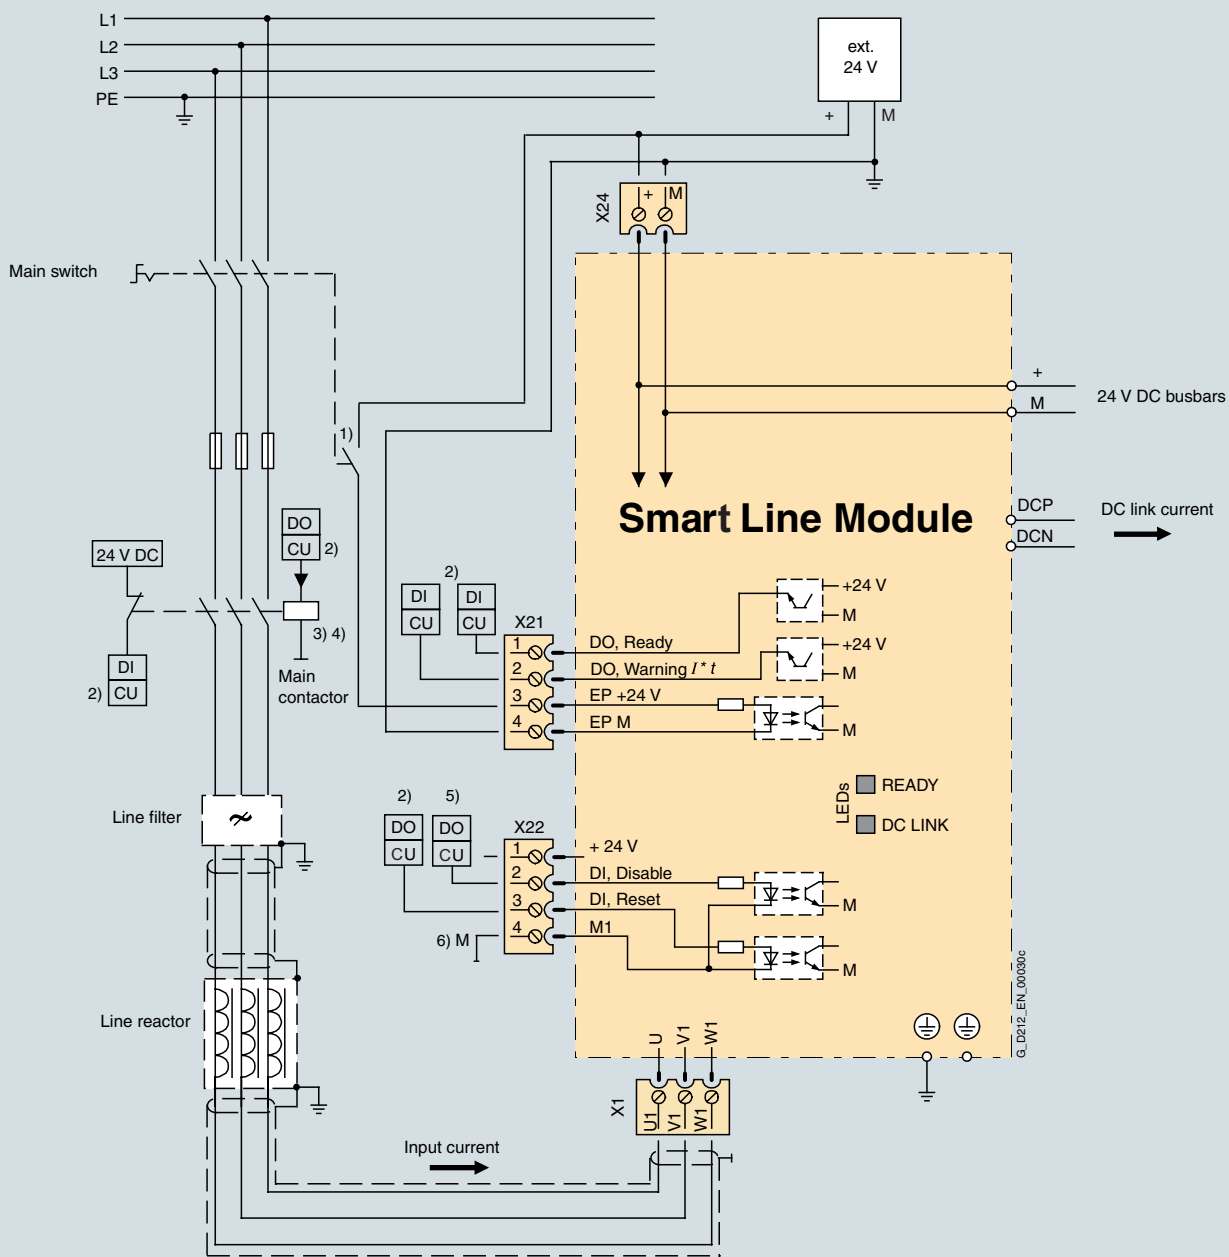 L1
L2
L3
PE
ext.
24 V
+ M
X24
+ M
Main switch
1)
+
M
24 V DC busbars
Smart Line Module
DCP
DCN
DC link current
DO
CU 2)
24 V DC
3) 4)
Main
contactor
DI
2) CU
2)
DI DI
CU CU
X21
1 DO, Ready
2 DO, Warning I * t
3 EP +24 V
4 EP M
+24 V
M
+24 V
M
M
LEDs
READY
DC LINK
Line filter
2) 5)
DO DO
CU CU
X22
1 + 24 V
2 DI, Disable
3 DI, Reset
4 M1
6) M
M
M
G_D212_EN_00030c
Line reactor
U V1 W1
X1
U1 V1 W1
Input current